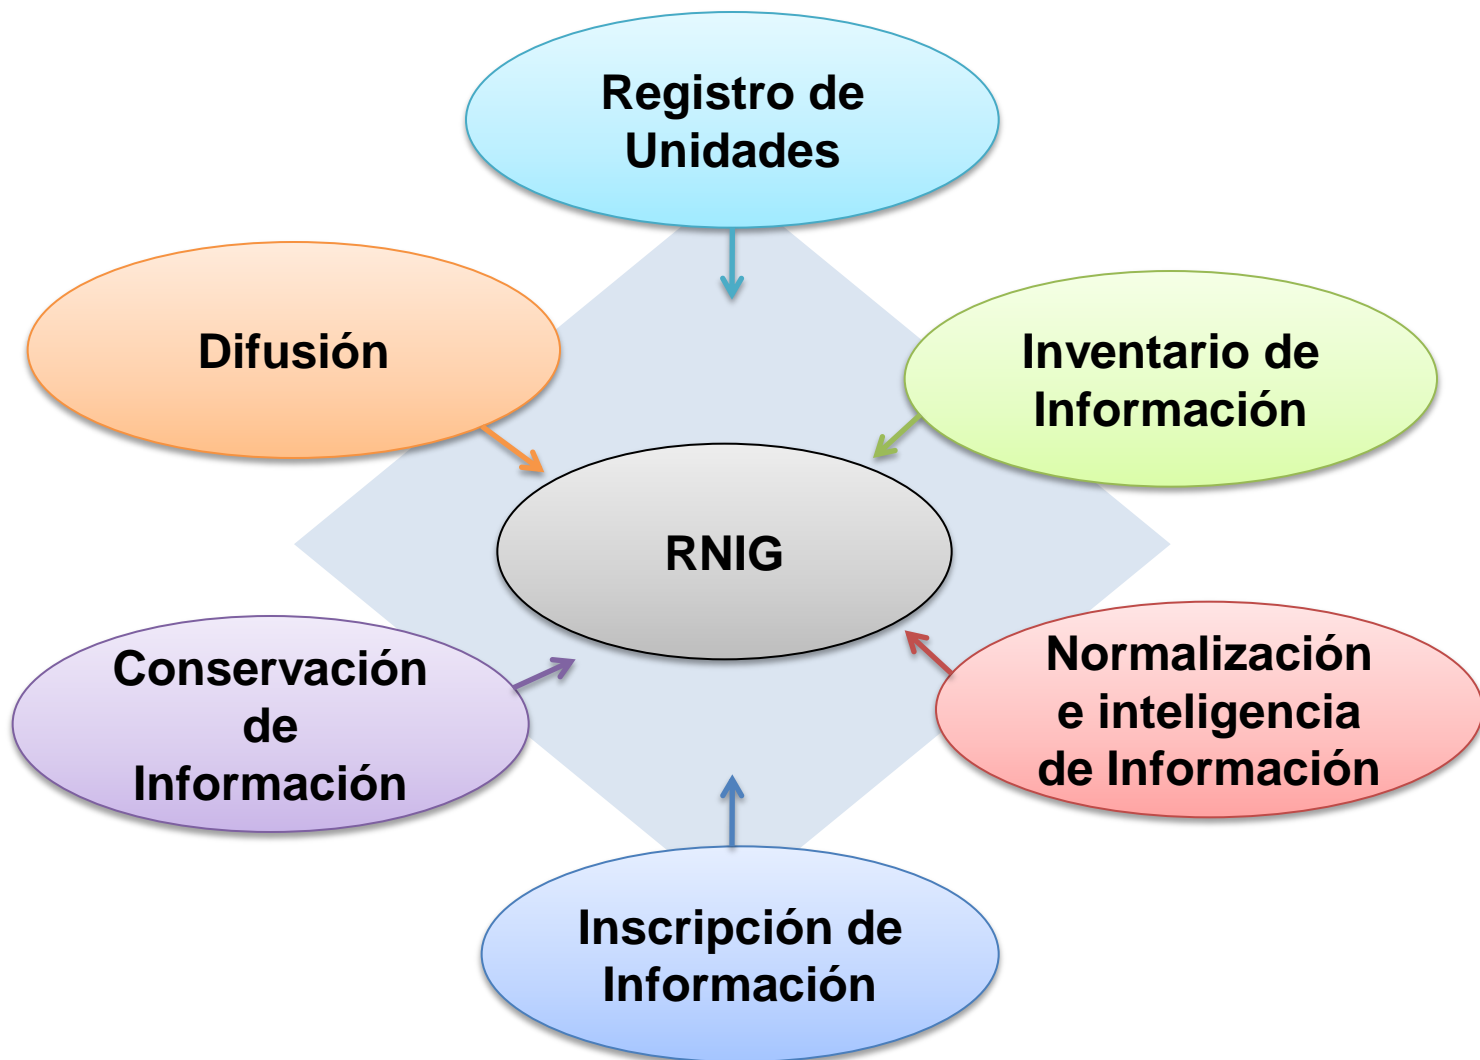 Registro de
Unidades
Difusión
Inventario de
Información
RNIG
Conservación
de
Información
Normalización
e inteligencia
de Información
Inscripción de
Información